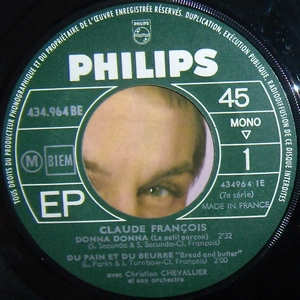 TOUS DROITS DU PRODUCTEUR PHONOGRAPHIQUE ET DU PROPRIÉTAIRE DE L'ŒUVRE ENREGISTRÉE RÉSERVÉS. DUPLICATION, EXÉCUTION PUBLIQUE, RADIODIFFUSION DE CE DISQUE INTERDITES
PHILIPS
PHILIPS
434.964 BE
45
MONO
▽
M BIEM
1
434964 1E
(7e série)
EP
MADE IN FRANCE
CLAUDE FRANÇOIS
DONNA DONNA (Le petit garçon) 2'32
(S. Secunda & S. Secunda-Cl. François)
DU PAIN ET DU BEURRE "Bread and butter"
(L. Parks & J. Turnbow-Cl. François) 2'00
avec Christian CHEVALLIER
et son orchestre